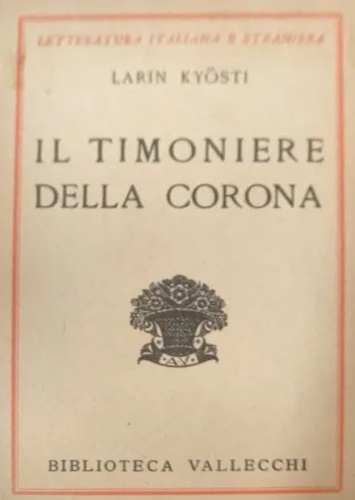 LETTERATURA ITALIANA E STRANIERA
LARIN KYÖSTI
IL TIMONIERE
DELLA CORONA
A.V.
BIBLIOTECA VALLECCHI